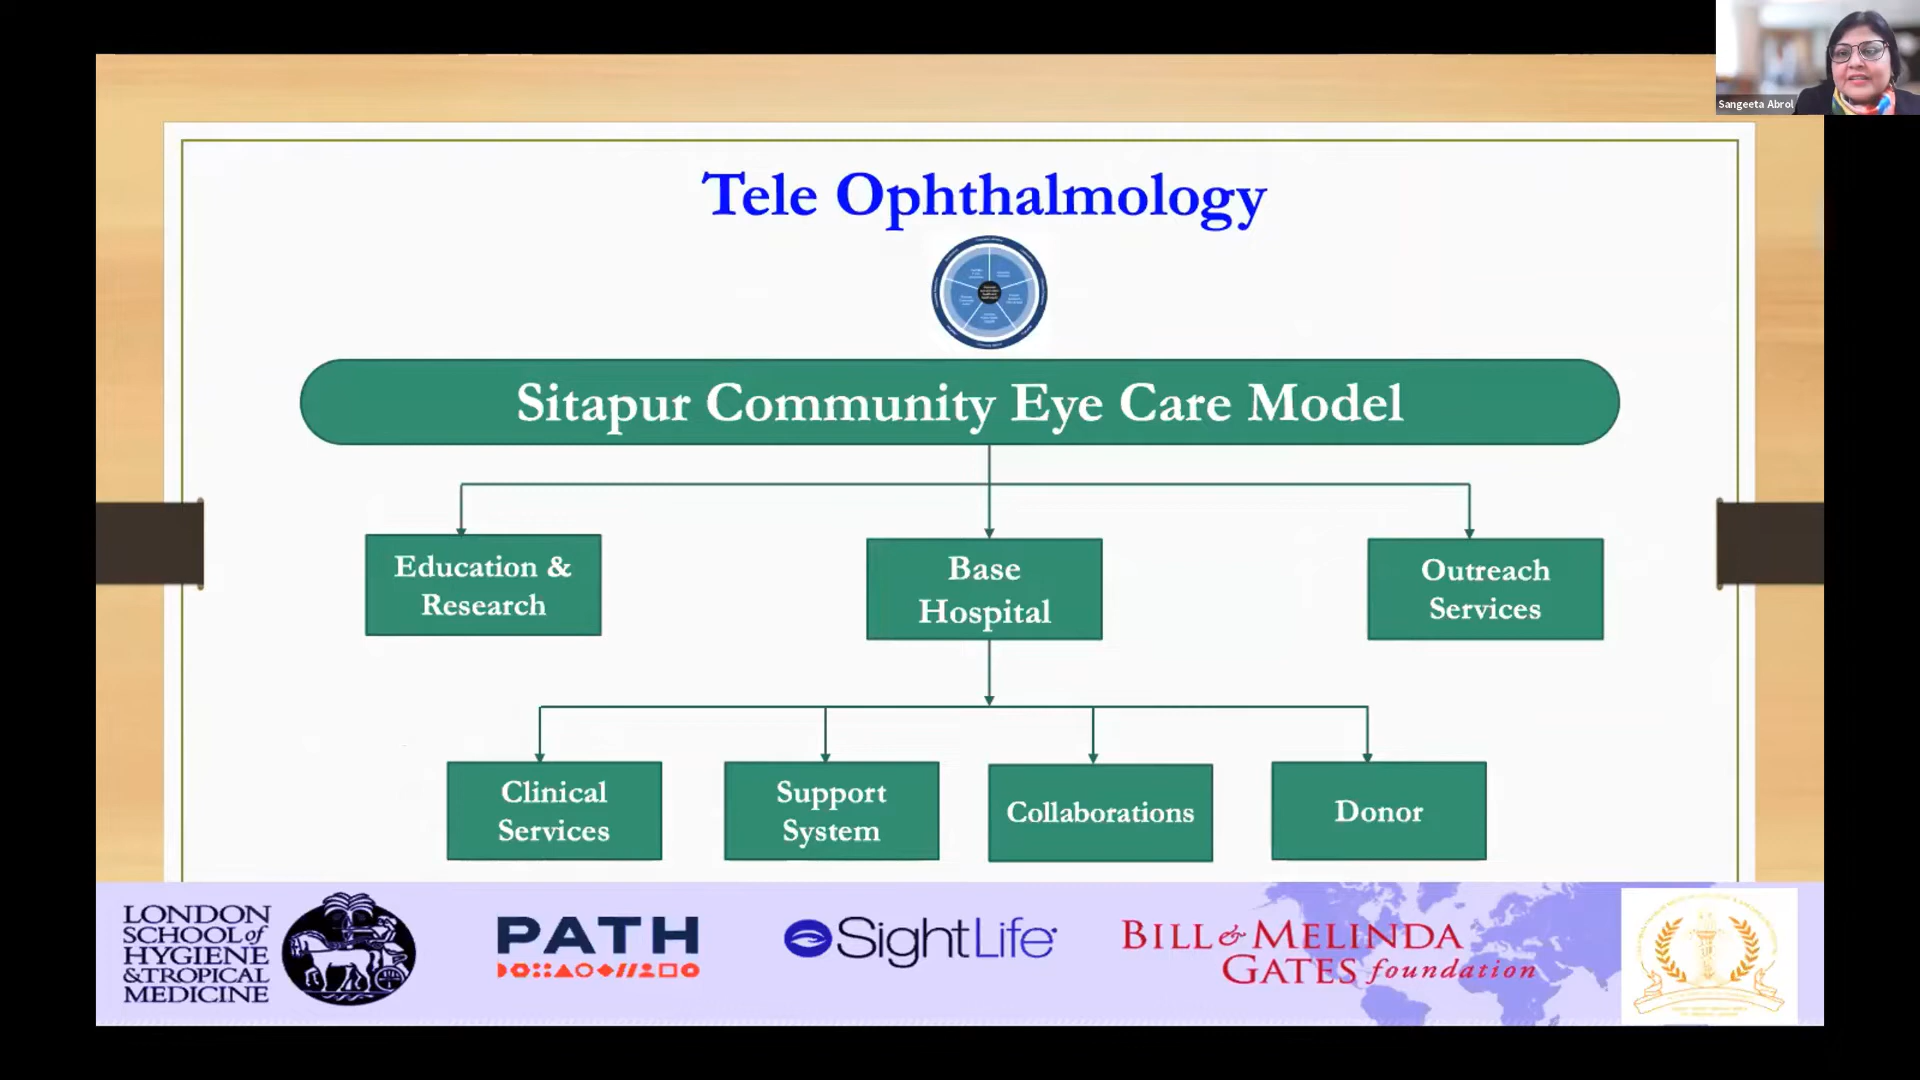 Sangeeta Abrol
Tele Ophthalmology
Sitapur Community Eye Care Model
Education &
Research
Base
Hospital
Outreach
Services
Clinical
Services
Support
System
Collaborations
Donor
LONDON
SCHOOL of
HYGIENE
& TROPICAL
MEDICINE
PATH
SightLife
BILL & MELINDA
GATES foundation